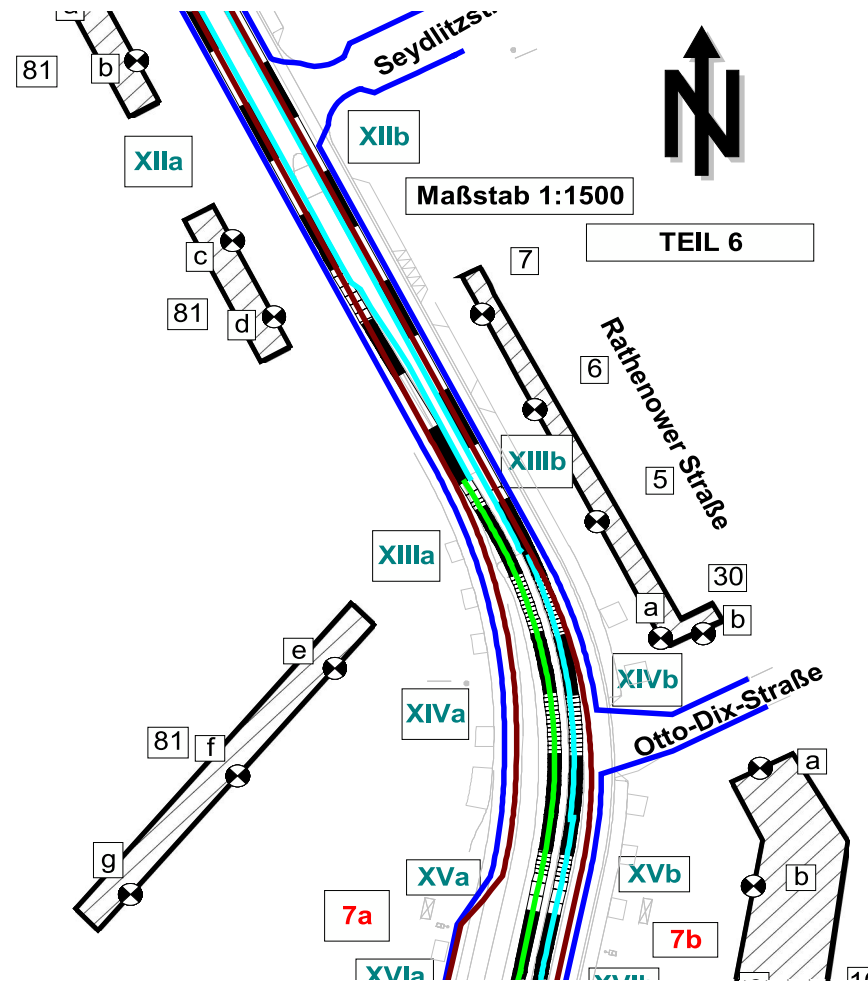 Seydlitzst
b
81
XIIb
XIIa
Maßstab 1:1500
TEIL 6
N
c
7
81
d
6
Rathenower Straße
XIIIb
5
XIIIa
30
a
b
e
XIVb
XIVa
Otto-Dix-Straße
81
f
a
g
XVa
XVb
b
7a
7b
XVIa